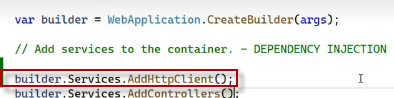 var builder = WebApplication.CreateBuilder(args);
// Add services to the container. - DEPENDENCY INJECTION
builder.Services.AddHttpClient();
builder.Services.AddControllers();